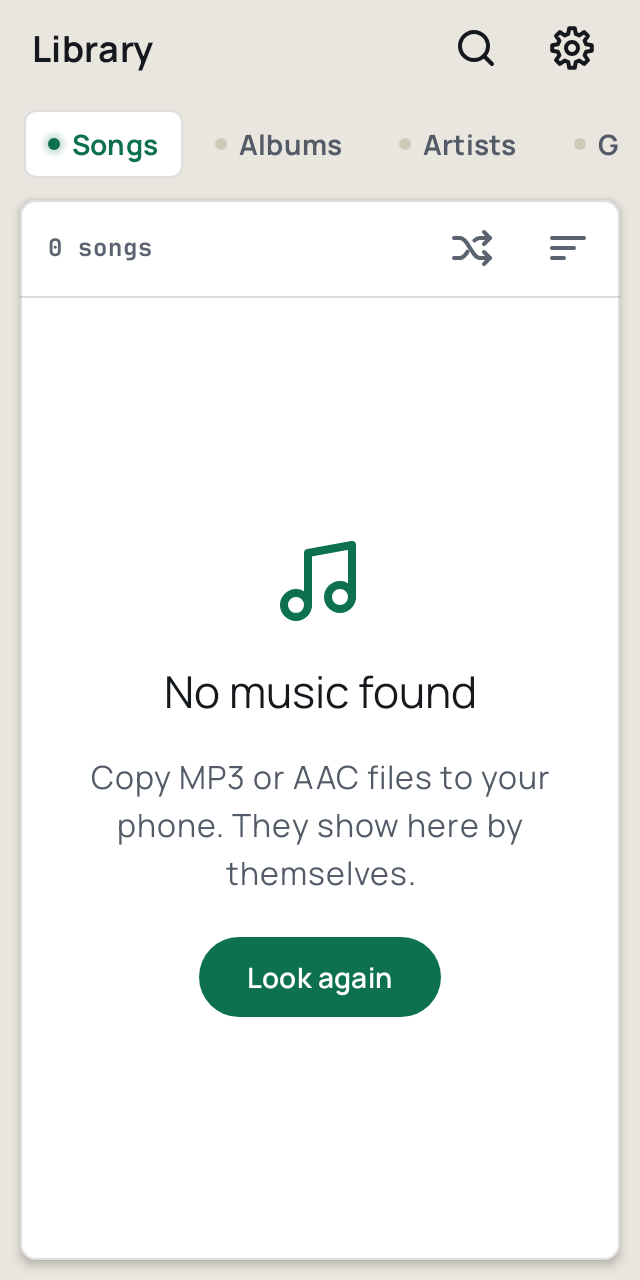 Library
Songs
Albums
Artists
G
0 songs
No music found
Copy MP3 or AAC files to your
phone. They show here by
themselves.
Look again